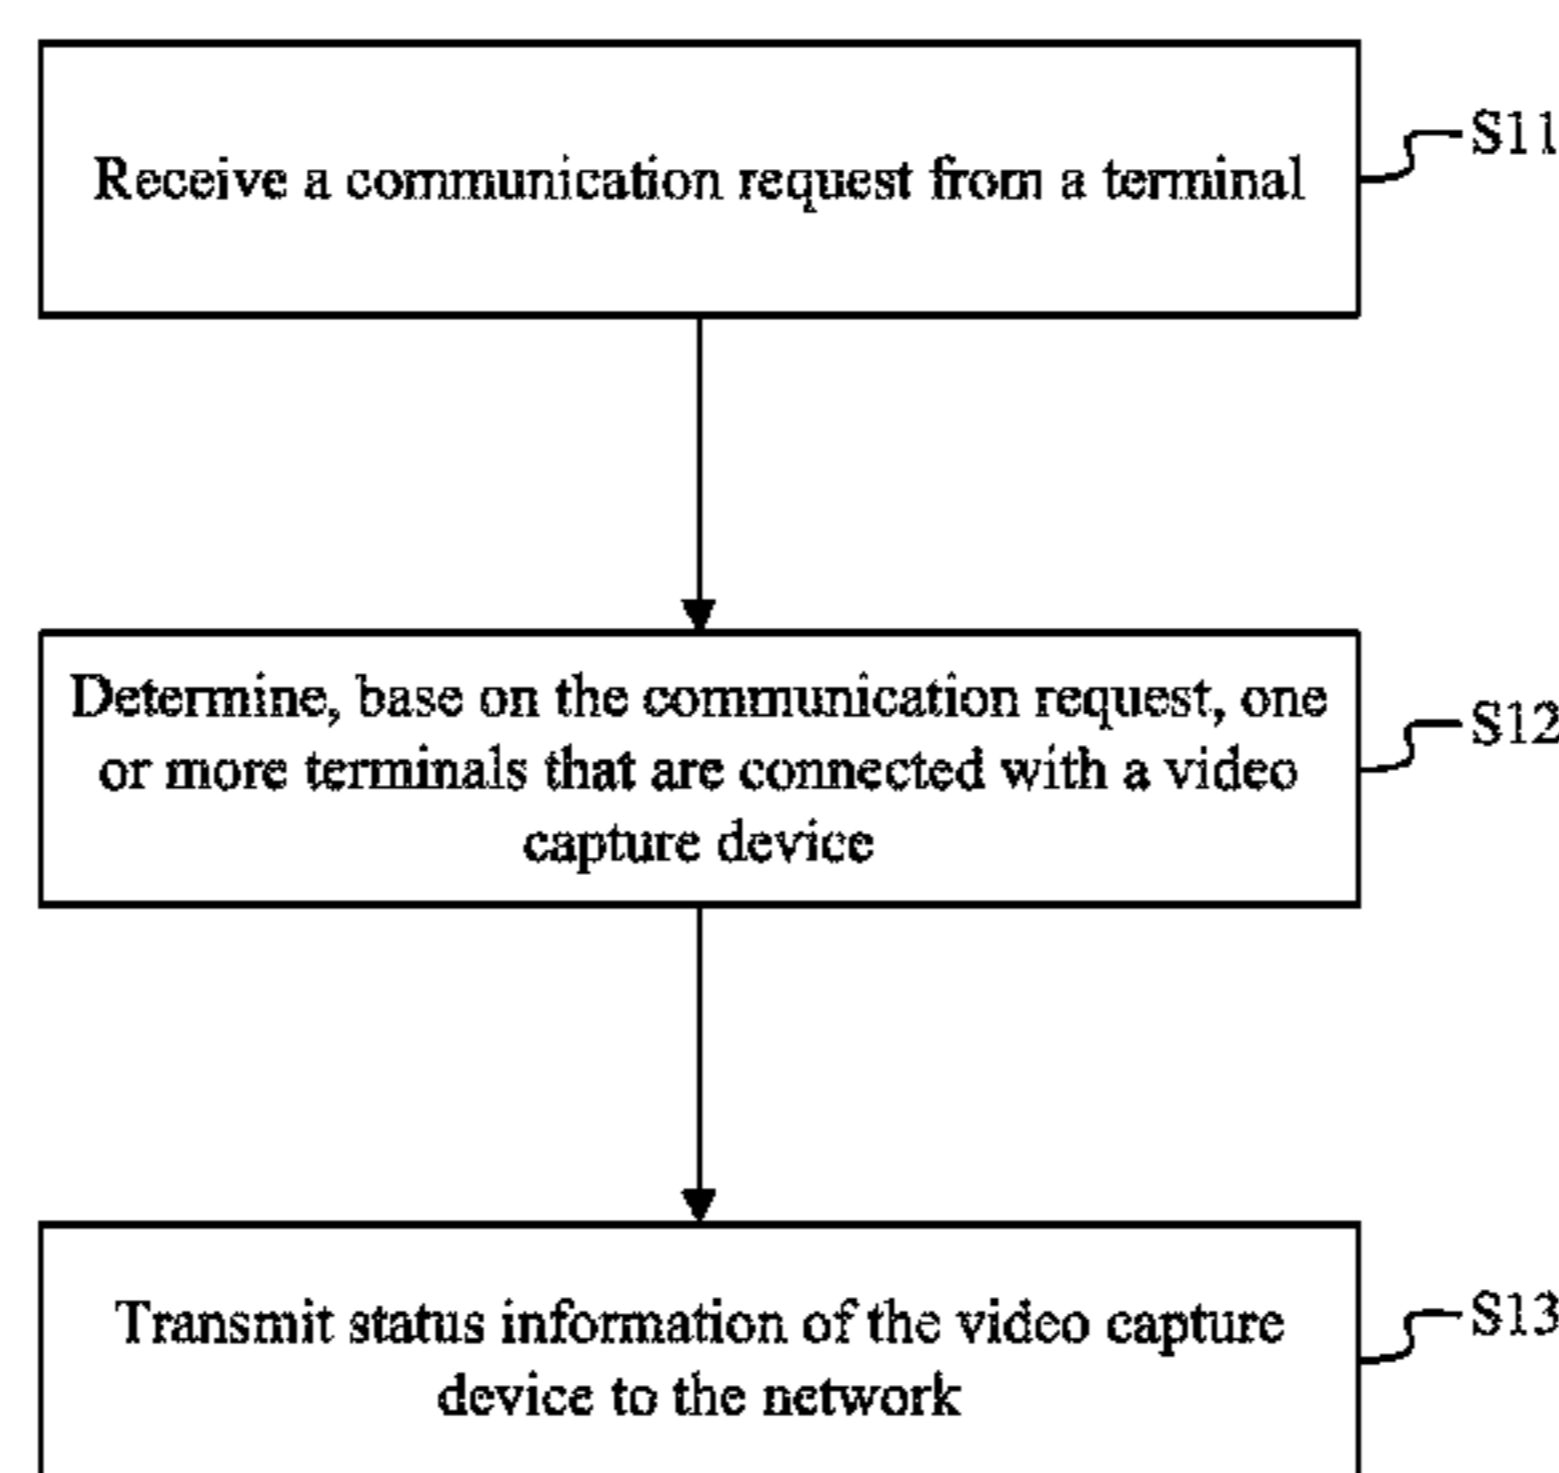 Receive a communication request from a terminal
S11
Determine, base on the communication request, one
or more terminals that are connected with a video
capture device
S12
Transmit status information of the video capture
device to the network
S13